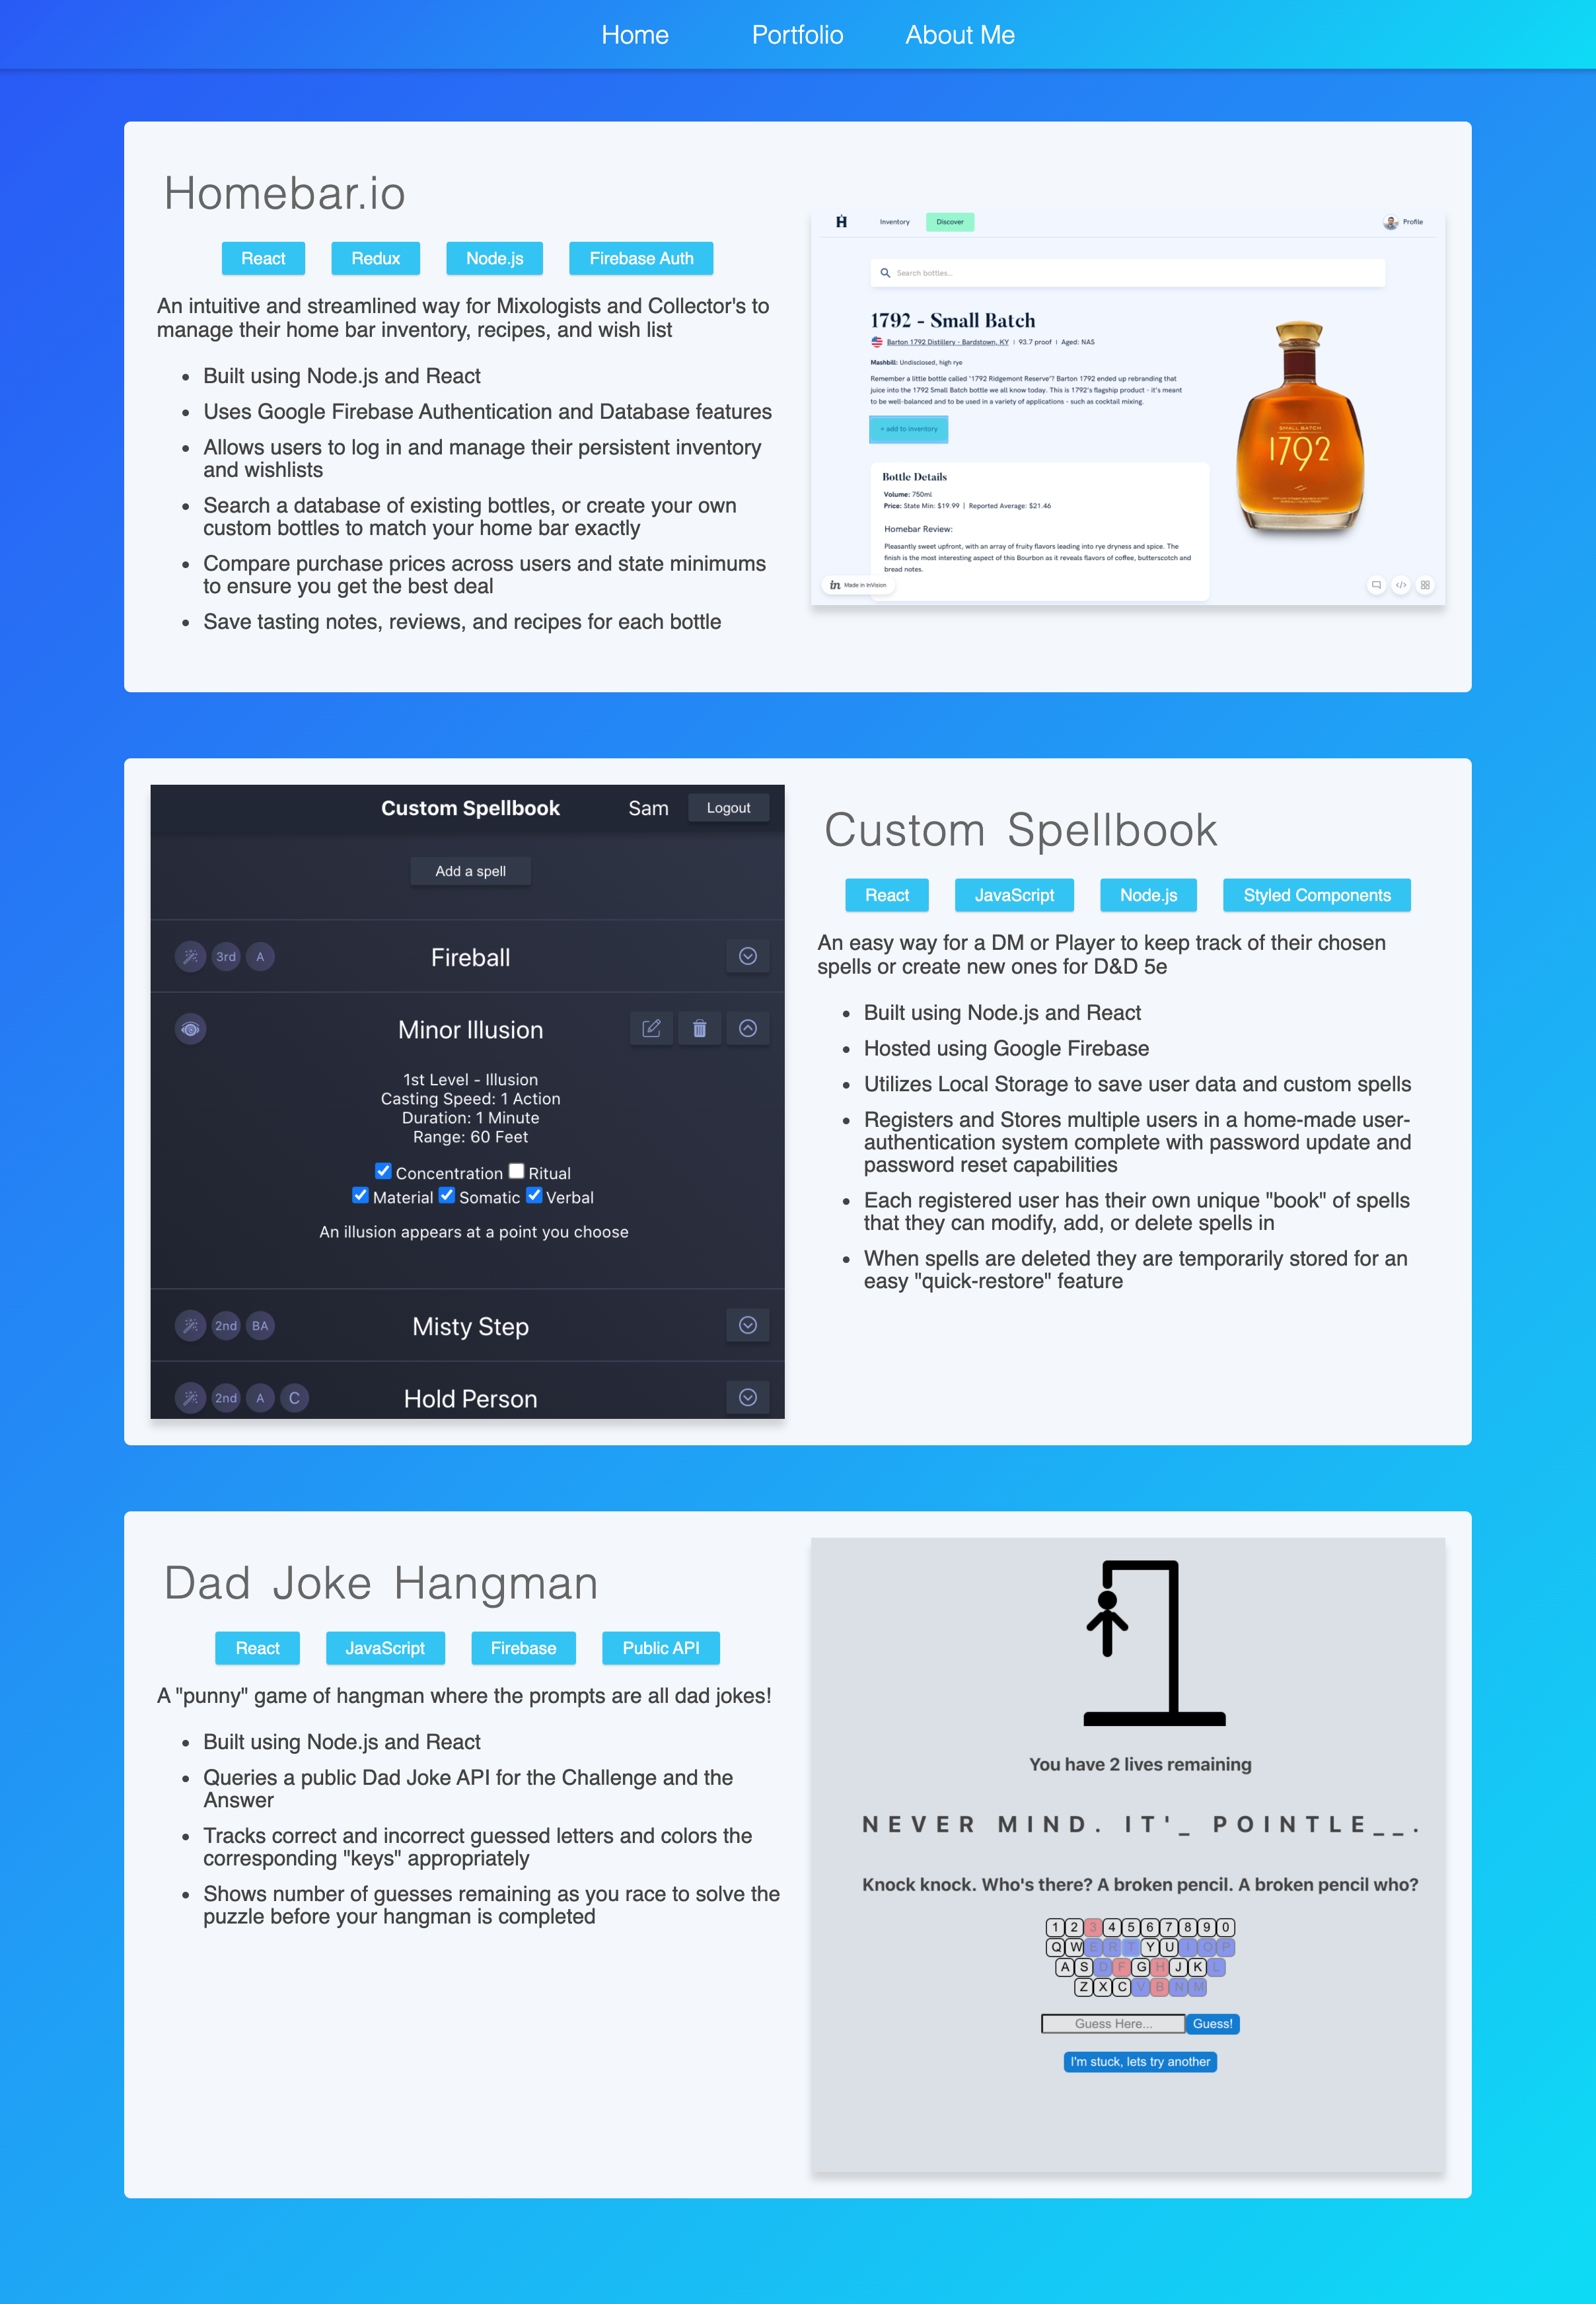 Home Portfolio About Me
Homebar.io
React Redux Node.js Firebase Auth
An intuitive and streamlined way for Mixologists and Collector's to
manage their home bar inventory, recipes, and wish list
Built using Node.js and React
Uses Google Firebase Authentication and Database features
Allows users to log in and manage their persistent inventory
and wishlists
Search a database of existing bottles, or create your own
custom bottles to match your home bar exactly
Compare purchase prices across users and state minimums
to ensure you get the best deal
Save tasting notes, reviews, and recipes for each bottle
H Inventory Discover Profile
Search bottles...
1792 - Small Batch
Barton 1792 Distillery - Bardstown, KY | 93.7 proof | Aged: NAS
Mashbill: Undisclosed, high rye
Remember a little bottle called '1792 Ridgemont Reserve'? Barton 1792 ended up rebranding that
juice into the 1792 Small Batch bottle we all know today. This is 1792's flagship product - it's meant
to be well-balanced and to be used in a variety of applications - such as cocktail mixing.
+ add to inventory
Bottle Details
Volume: 750ml
Price: State Min: $19.99 | Reported Average: $21.46
Homebar Review:
Pleasantly sweet upfront, with an array of fruity flavors leading into rye dryness and spice. The
finish is the most interesting aspect of this Bourbon as it reveals flavors of coffee, butterscotch and
bread notes.
in Made in InVision
SMALL BATCH
1792
Custom Spellbook Sam Logout
Add a spell
3rd A Fireball
Minor Illusion
1st Level - Illusion
Casting Speed: 1 Action
Duration: 1 Minute
Range: 60 Feet
Concentration Ritual
Material Somatic Verbal
An illusion appears at a point you choose
2nd BA Misty Step
2nd A C Hold Person
Custom Spellbook
React JavaScript Node.js Styled Components
An easy way for a DM or Player to keep track of their chosen
spells or create new ones for D&D 5e
Built using Node.js and React
Hosted using Google Firebase
Utilizes Local Storage to save user data and custom spells
Registers and Stores multiple users in a home-made user-
authentication system complete with password update and
password reset capabilities
Each registered user has their own unique "book" of spells
that they can modify, add, or delete spells in
When spells are deleted they are temporarily stored for an
easy "quick-restore" feature
Dad Joke Hangman
React JavaScript Firebase Public API
A "punny" game of hangman where the prompts are all dad jokes!
Built using Node.js and React
Queries a public Dad Joke API for the Challenge and the
Answer
Tracks correct and incorrect guessed letters and colors the
corresponding "keys" appropriately
Shows number of guesses remaining as you race to solve the
puzzle before your hangman is completed
You have 2 lives remaining
NEVER MIND. IT'_ POINTLE__.
Knock knock. Who's there? A broken pencil. A broken pencil who?
1 2 3 4 5 6 7 8 9 0
Q W E R T Y U I O P
A S D F G H J K L
Z X C V B N M
Guess Here... Guess!
I'm stuck, lets try another